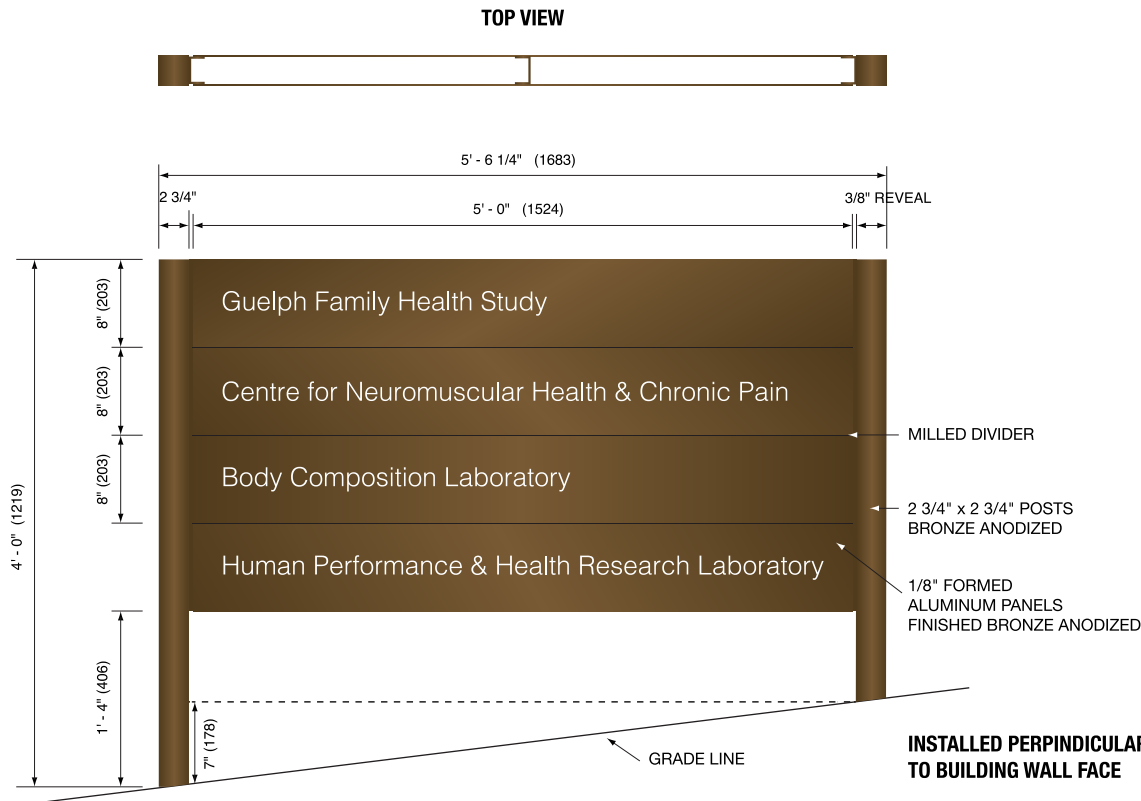 TOP VIEW
5' - 6 1/4" (1683)
2 3/4"
5' - 0" (1524)
3/8" REVEAL
8" (203)
Guelph Family Health Study
8" (203)
Centre for Neuromuscular Health & Chronic Pain
MILLED DIVIDER
8" (203)
Body Composition Laboratory
4' - 0" (1219)
2 3/4" x 2 3/4" POSTS
BRONZE ANODIZED
Human Performance & Health Research Laboratory
1/8" FORMED
ALUMINUM PANELS
FINISHED BRONZE ANODIZED
1' - 4" (406)
7" (178)
GRADE LINE
INSTALLED PERPINDICULAR
TO BUILDING WALL FACE